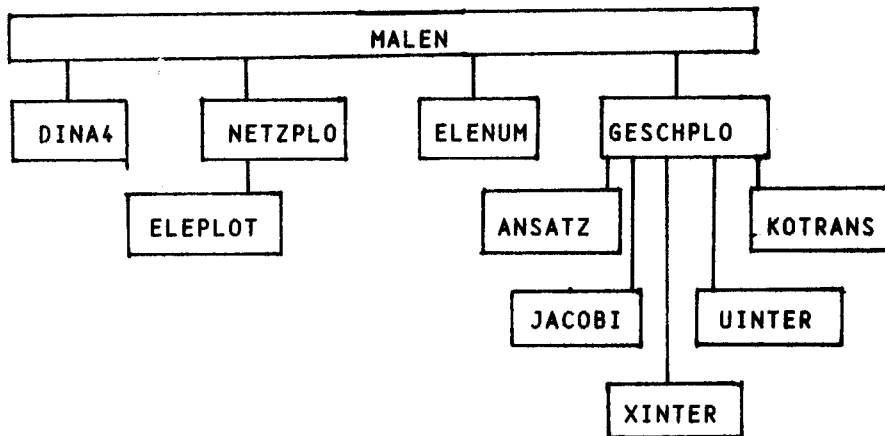 MALEN
DINA4
NETZPLO
ELENUM
GESCHPLO
ELEPLOT
ANSATZ
KOTRANS
JACOBI
UINTER
XINTER